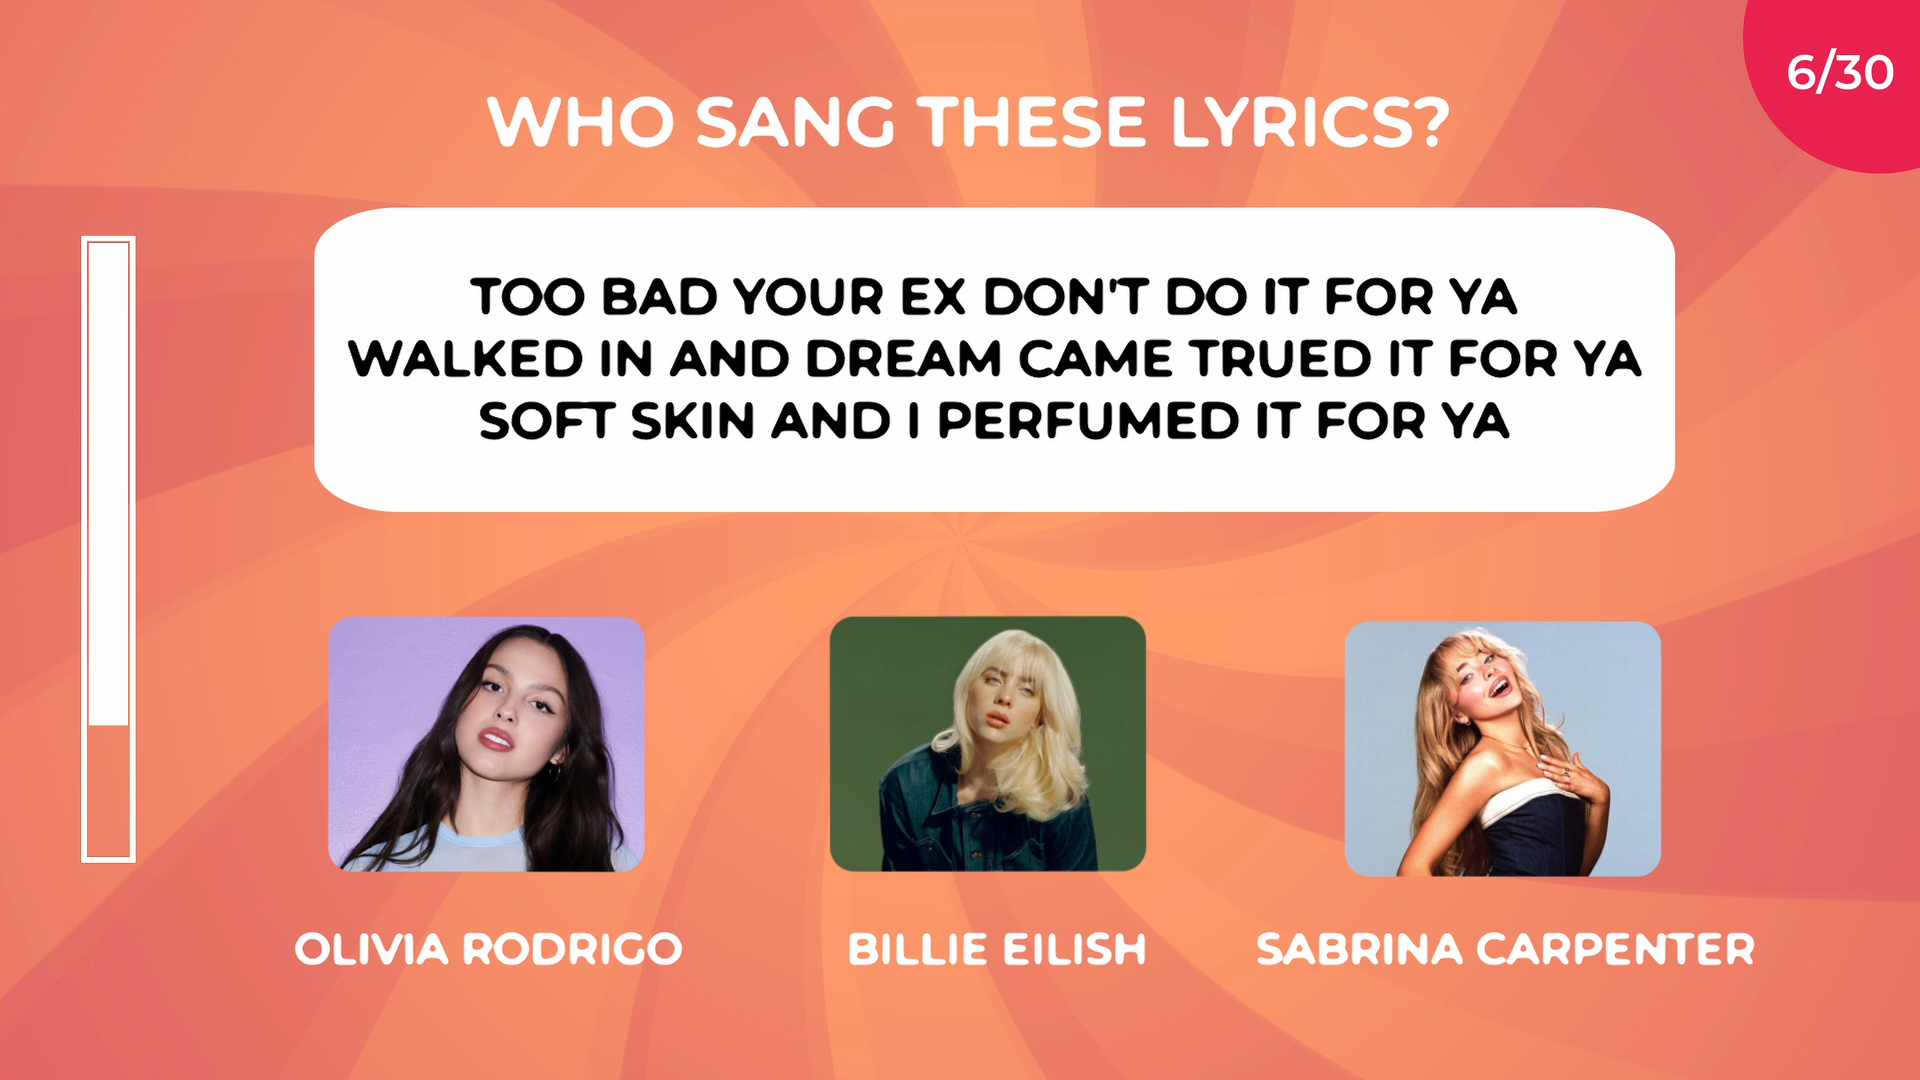 6/30
WHO SANG THESE LYRICS?
TOO BAD YOUR EX DON'T DO IT FOR YA
WALKED IN AND DREAM CAME TRUED IT FOR YA
SOFT SKIN AND I PERFUMED IT FOR YA
OLIVIA RODRIGO
BILLIE EILISH
SABRINA CARPENTER